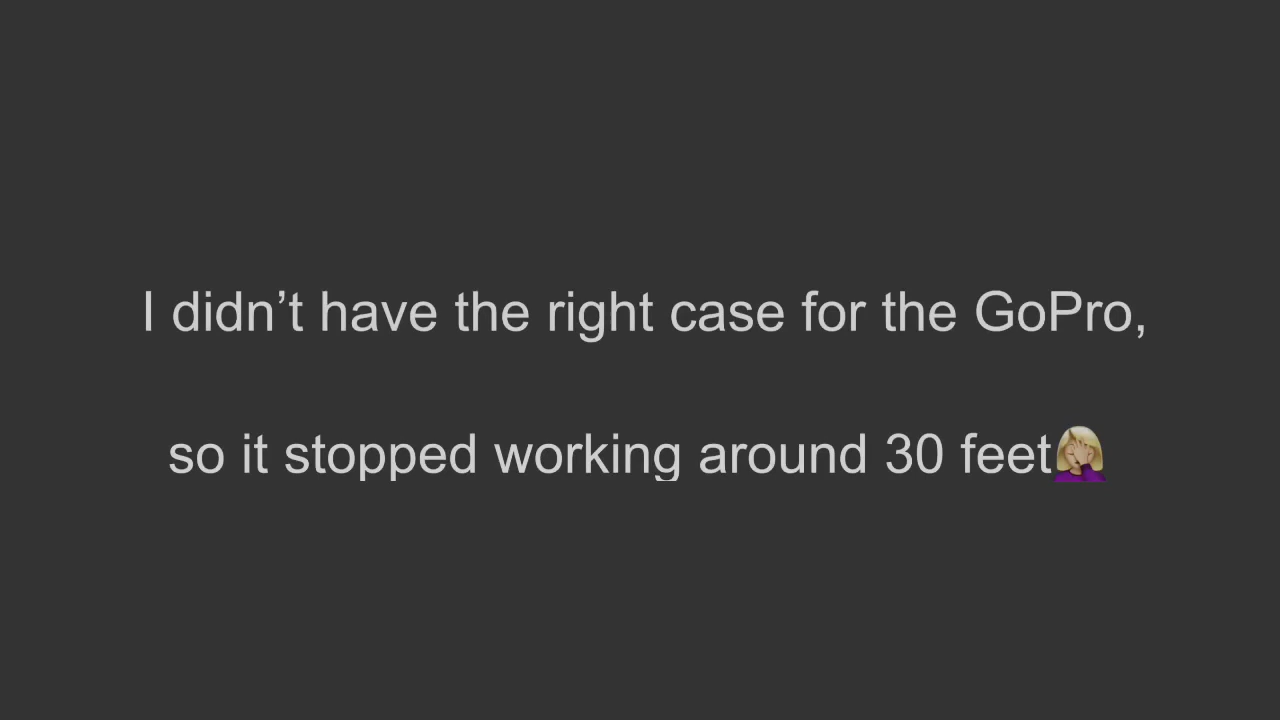 I didn’t have the right case for the GoPro,
so it stopped working around 30 feet🤦🏼‍♀️